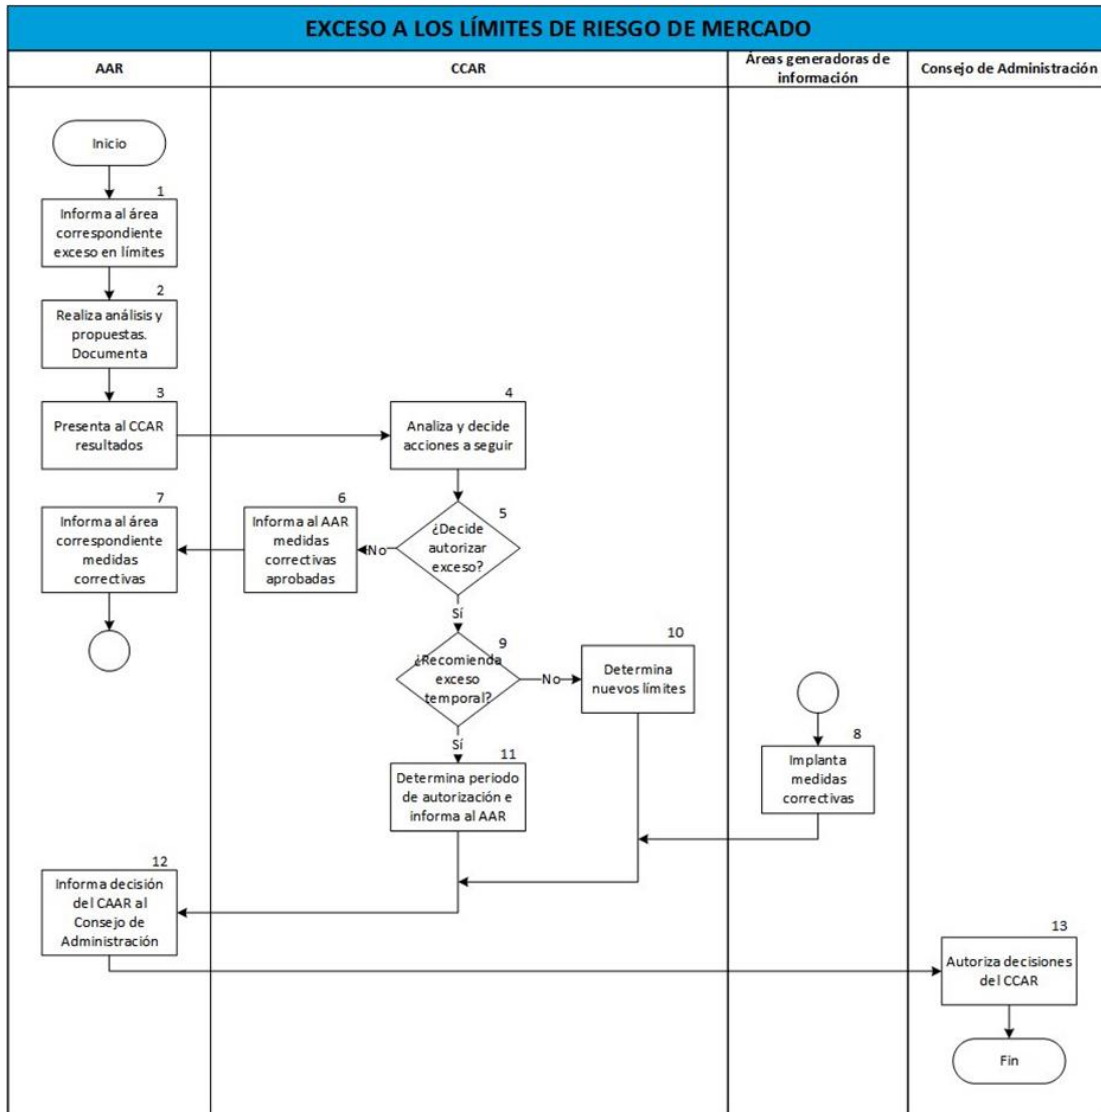 EXCESO A LOS LÍMITES DE RIESGO DE MERCADO
AAR
CCAR
Áreas generadoras de
información
Consejo de Administración
Inicio
1
Informa al área
correspondiente
exceso en límites
2
Realiza análisis y
propuestas.
Documenta
3
Presenta al CCAR
resultados
4
Analiza y decide
acciones a seguir
5
¿Decide
autorizar
exceso?
No
Sí
6
Informa al AAR
medidas
correctivas
aprobadas
7
Informa al área
correspondiente
medidas
correctivas
8
Implanta
medidas
correctivas
9
¿Recomienda
exceso
temporal?
No
Sí
10
Determina
nuevos límites
11
Determina periodo
de autorización e
informa al AAR
12
Informa decisión
del CAAR al
Consejo de
Administración
13
Autoriza decisiones
del CCAR
Fin